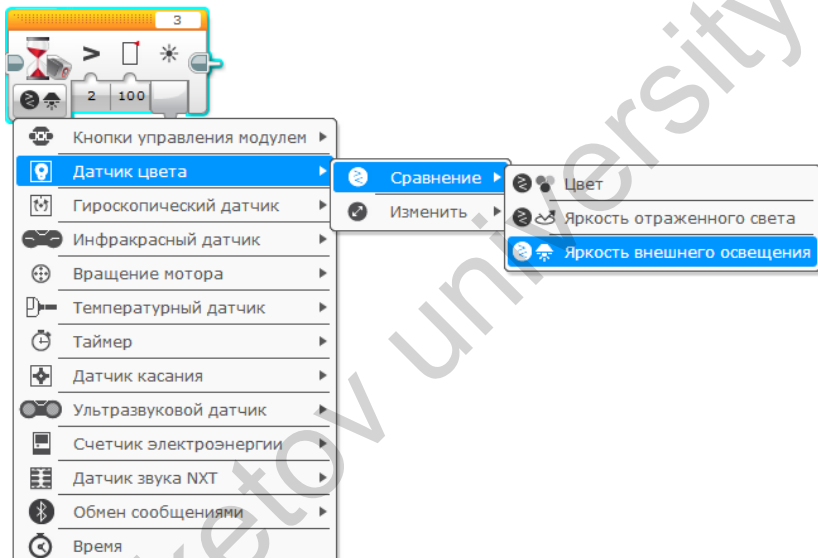 3
>
2 100
Кнопки управления модулем
Датчик цвета
Гироскопический датчик
Инфракрасный датчик
Вращение мотора
Температурный датчик
Таймер
Датчик касания
Ультразвуковой датчик
Счетчик электроэнергии
Датчик звука NXT
Обмен сообщениями
Время
Сравнение
Изменить
Цвет
Яркость отраженного света
Яркость внешнего освещения
ketov university